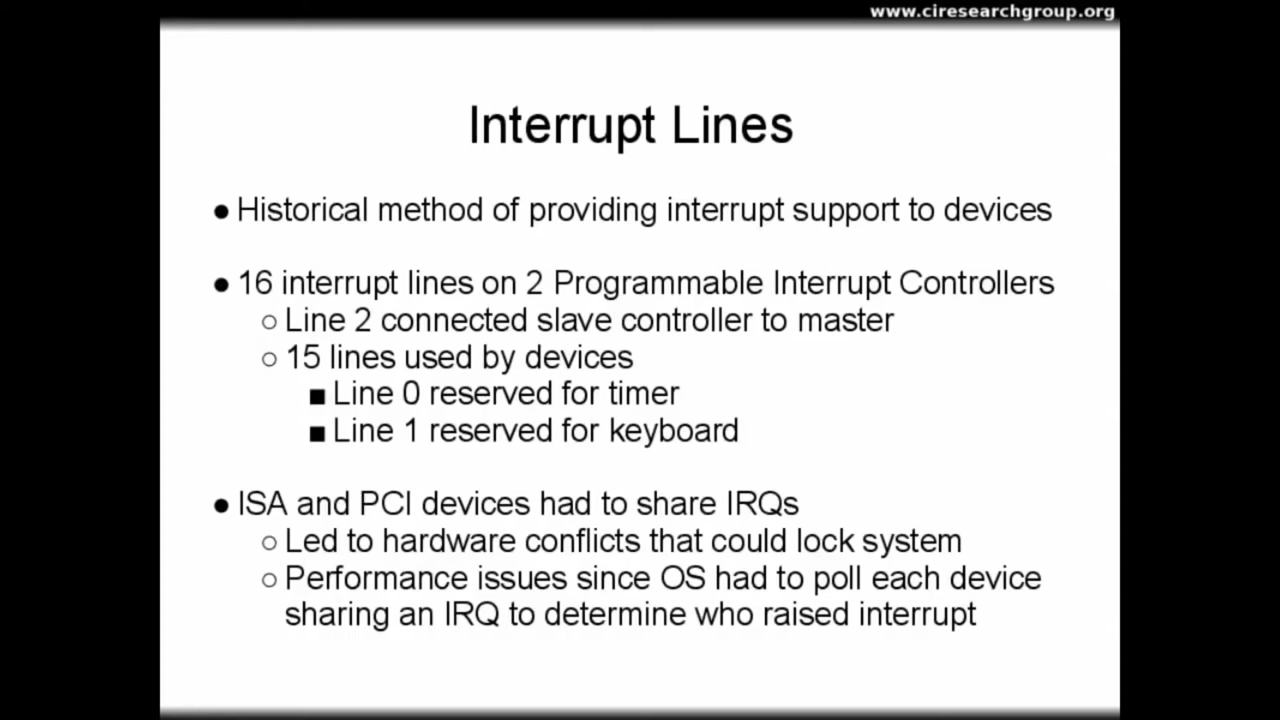 www.ciresearchgroup.org
Interrupt Lines
● Historical method of providing interrupt support to devices
● 16 interrupt lines on 2 Programmable Interrupt Controllers
○ Line 2 connected slave controller to master
○ 15 lines used by devices
■ Line 0 reserved for timer
■ Line 1 reserved for keyboard
● ISA and PCI devices had to share IRQs
○ Led to hardware conflicts that could lock system
○ Performance issues since OS had to poll each device
sharing an IRQ to determine who raised interrupt